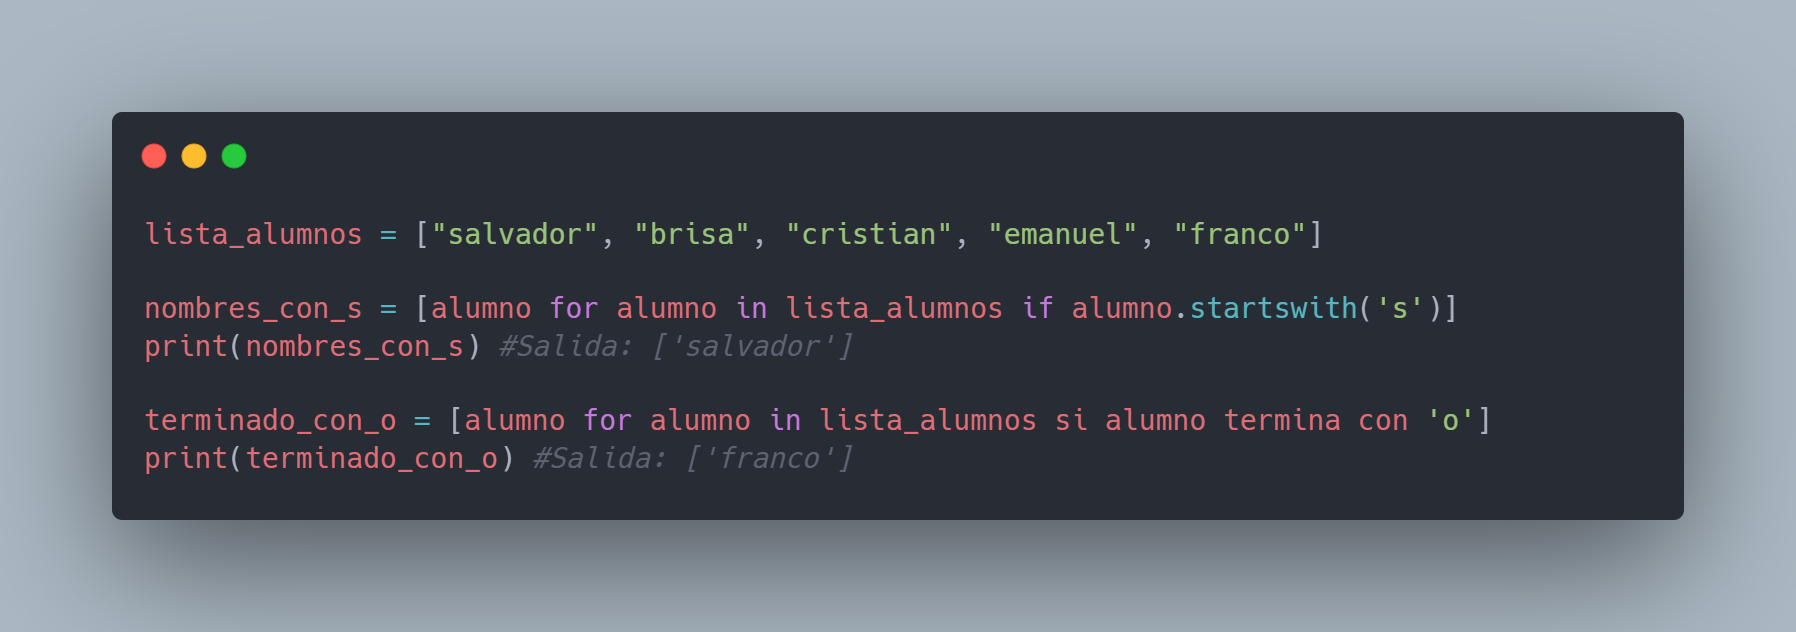 lista_alumnos = ["salvador", "brisa", "cristian", "emanuel", "franco"]
nombres_con_s = [alumno for alumno in lista_alumnos if alumno.startswith('s')]
print(nombres_con_s) #Salida: ['salvador']
terminado_con_o = [alumno for alumno in lista_alumnos si alumno termina con 'o']
print(terminado_con_o) #Salida: ['franco']